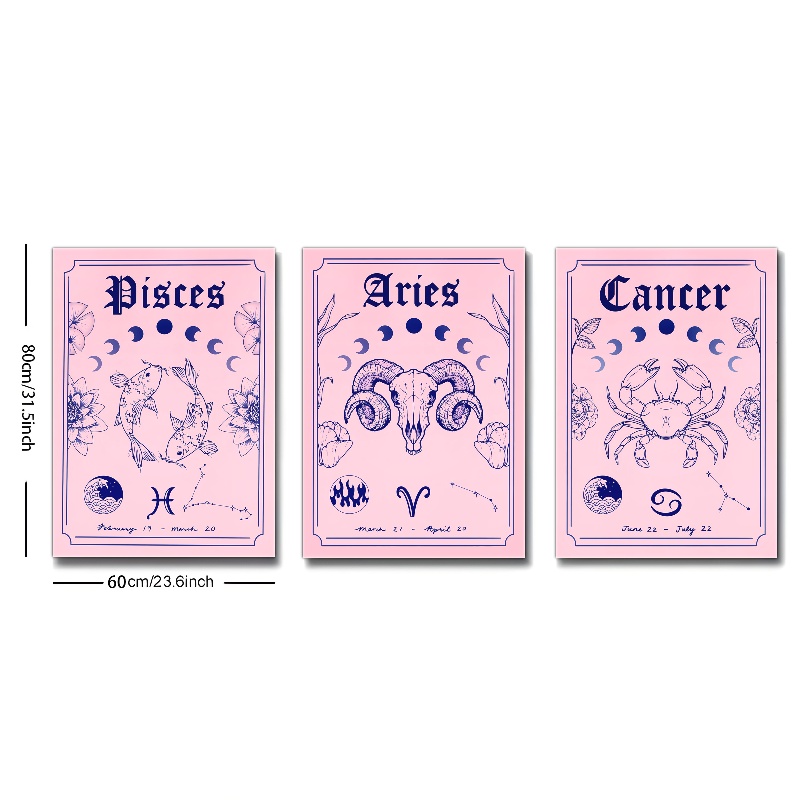 Pisces
February 19 - March 20
Aries
March 21 - April 20
Cancer
June 22 - July 22
80cm/31.5inch
60cm/23.6inch